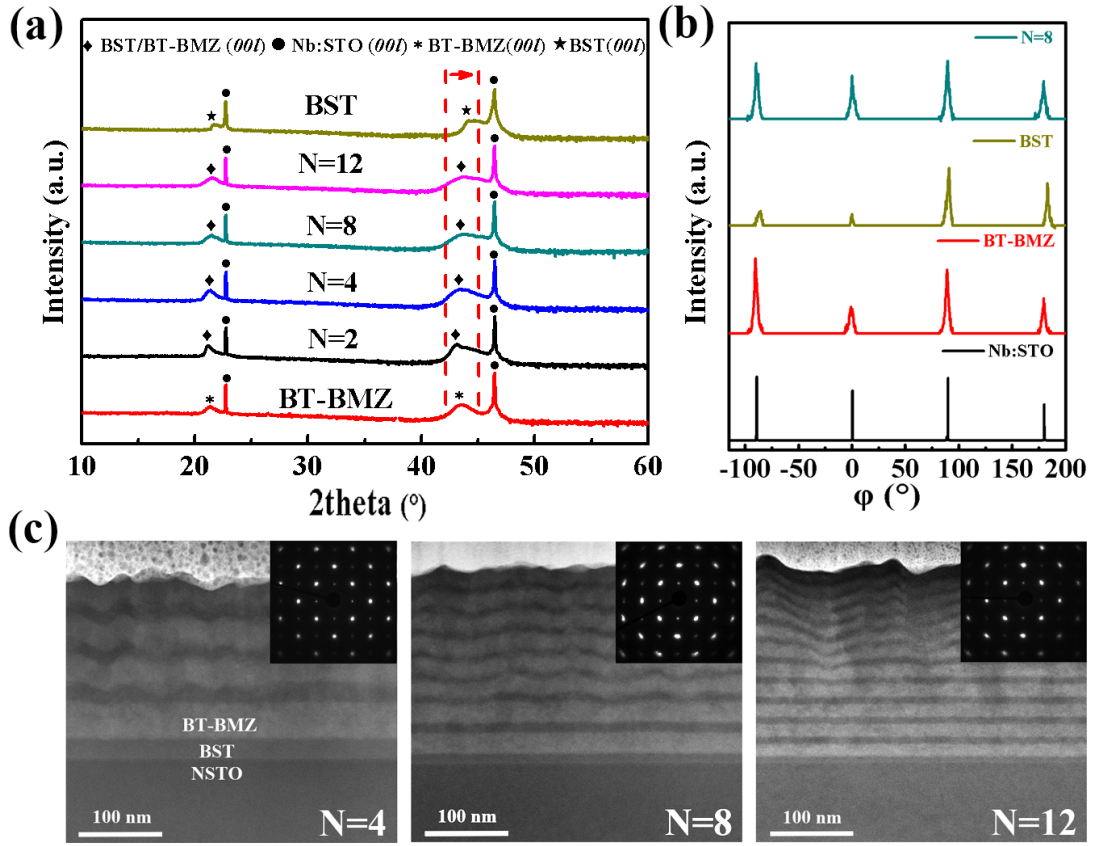 (a)
♦ BST/BT-BMZ (00l) ● Nb:STO (00l) * BT-BMZ(00l) ★BST(00l)
BST
N=12
N=8
N=4
N=2
BT-BMZ
Intensity (a.u.)
10 20 30 40 50 60
2theta (°)
(b)
N=8
BST
BT-BMZ
Nb:STO
Intensity (a.u.)
-100 -50 0 50 100 150 200
φ (°)
(c)
BT-BMZ
BST
NSTO
100 nm N=4
100 nm N=8
100 nm N=12